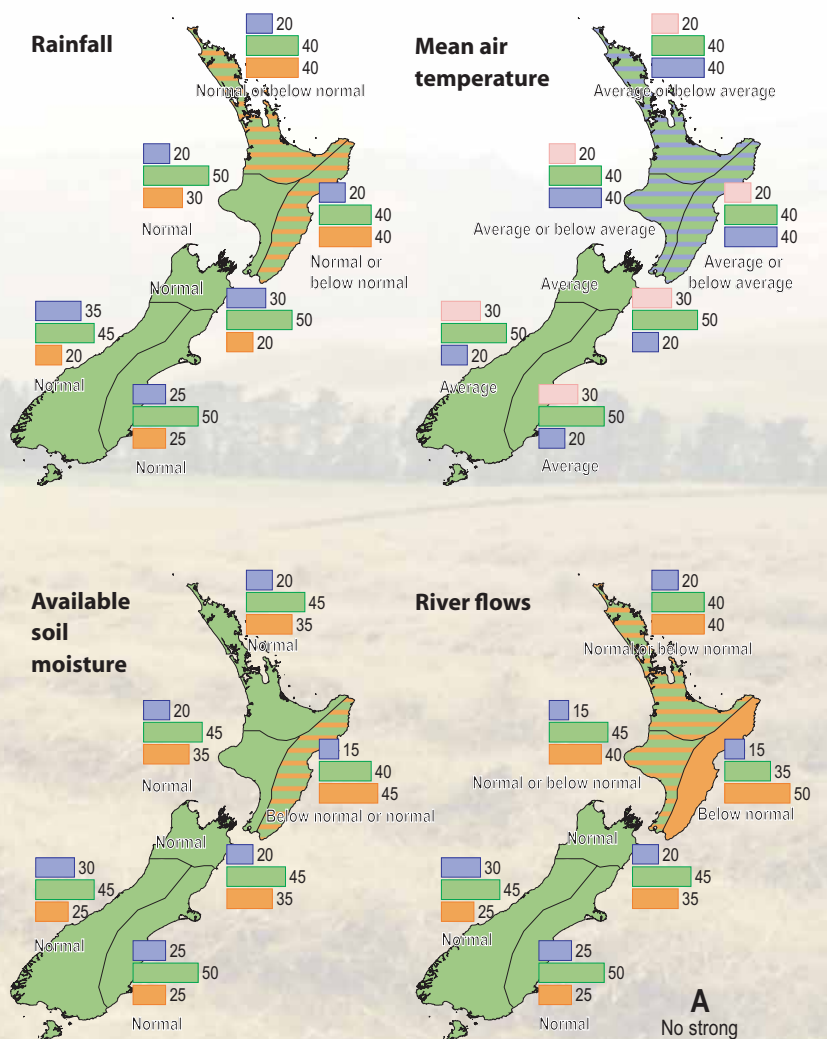 Rainfall
20
40
40
Normal or below normal
20
50
30
Normal
20
40
40
Normal or
below normal
Normal
30
50
20
35
45
20
Normal
25
50
25
Normal
Mean air
temperature
20
40
40
Average or below average
20
40
40
Average or below average
20
40
40
Average or
below average
Average
30
50
20
30
50
20
Average
30
50
20
Average
Available
soil
moisture
20
45
35
Normal
20
45
35
Normal
15
40
45
Below normal or normal
Normal
20
45
35
30
45
25
Normal
25
50
25
Normal
River flows
20
40
40
Normal or below normal
15
45
40
Normal or below normal
15
35
50
Below normal
Normal
20
45
35
30
45
25
Normal
25
50
25
Normal
A
No strong